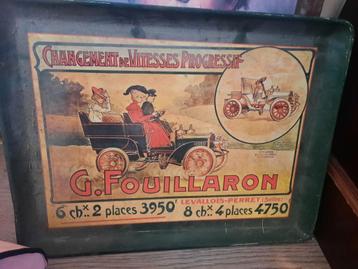 CHANGEMENT DE VITESSES PROGRESSIF
G. FOUILLARON
LEVALLOIS-PERRET (Seine)
6 chx.. 2 places 3950f 8 chx.. 4 places 4750